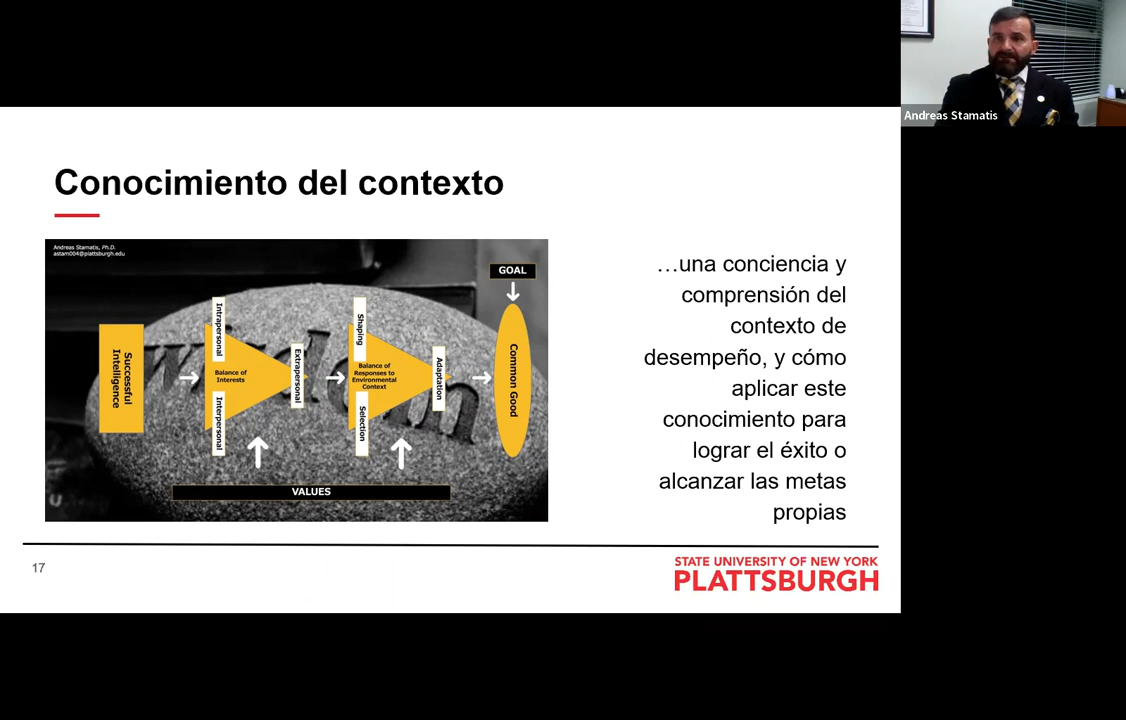 Andreas Stamatis
Conocimiento del contexto
Andreas Stamatis, Ph.D.
astam004@plattsburgh.edu
GOAL
Successful
Intelligence
Intrapersonal
Balance of
Interests
Interpersonal
Extrapersonal
Shaping
Balance of
Responses to
Environmental
Context
Selection
Adaptation
Common Good
VALUES
…una conciencia y
comprensión del
contexto de
desempeño, y cómo
aplicar este
conocimiento para
lograr el éxito o
alcanzar las metas
propias
17
STATE UNIVERSITY OF NEW YORK
PLATTSBURGH